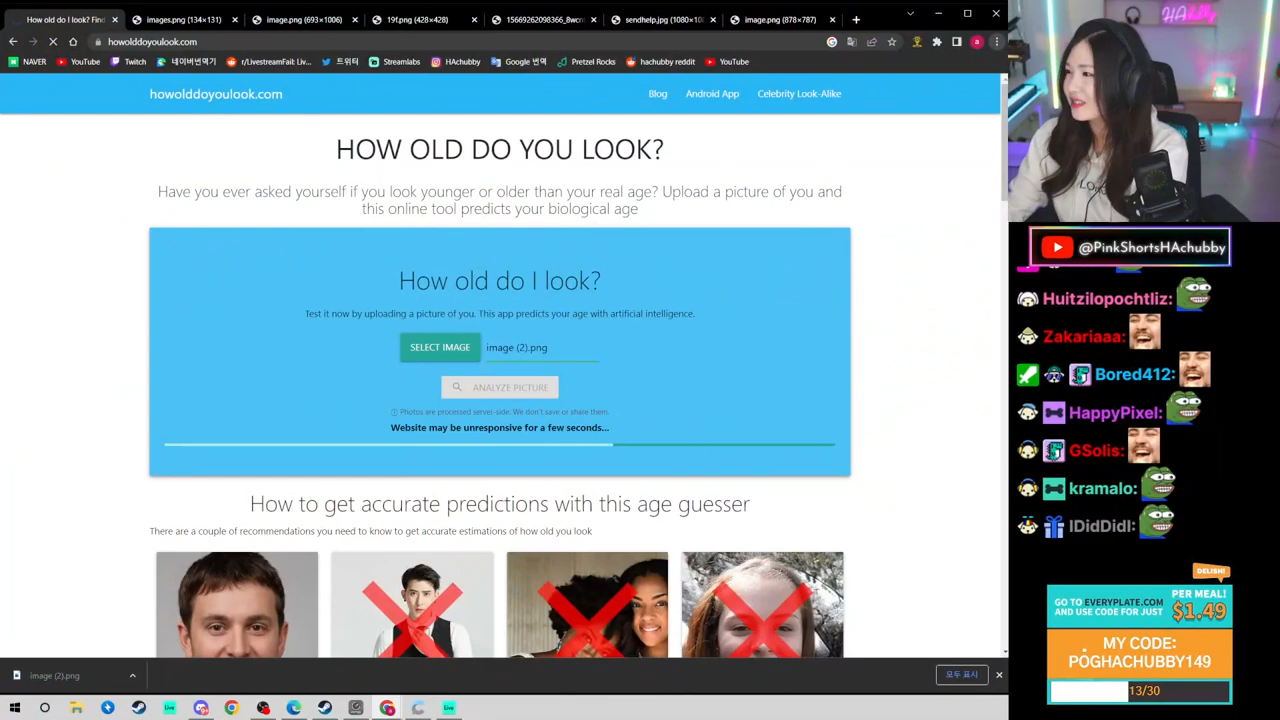 How old do you look? Find
images.png (134×131)
image.png (693×1006)
19f.png (428×428)
15669262098366_8wcn
sendhelp.jpg (1080×10
image.png (878×787)
howolddoyoulook.com
NAVER
YouTube
Twitch
네이버번역기
r/LivestreamFail: Liv...
트위터
Streamlabs
HAchubby
Google 번역
Pretzel Rocks
hachubby reddit
YouTube
howolddoyoulook.com
Blog
Android App
Celebrity Look-Alike
HOW OLD DO YOU LOOK?
Have you ever asked yourself if you look younger or older than your real age? Upload a picture of you and
this online tool predicts your biological age
How old do I look?
Test it now by uploading a picture of you. This app predicts your age with artificial intelligence.
SELECT IMAGE image (2).png
ANALYZE PICTURE
Photos are processed server-side. We don't save or share them.
Website may be unresponsive for a few seconds...
How to get accurate predictions with this age guesser
There are a couple of recommendations you need to know to get accurate estimations of how old you look
image (2).png
모두 표시
@PinkShortsHAchubby
Huitzilopochtliz:
Zakariaaa:
Bored412:
HappyPixel:
GSolis:
kramalo:
IDidDidI:
DELISH!
GO TO EVERYPLATE.COM
AND USE CODE FOR JUST
PER MEAL!
$1.49
MY CODE:
POGHACHUBBY149
13/30